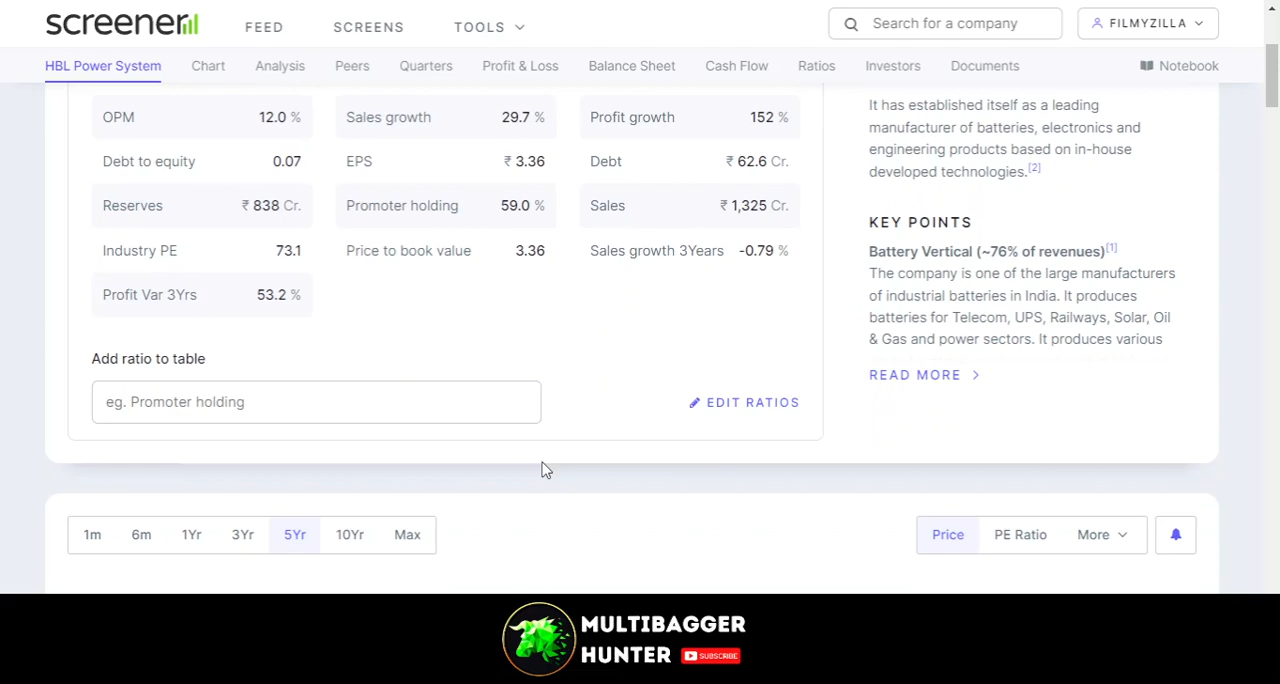 screener
FEED SCREENS TOOLS
Search for a company
FILMYZILLA
HBL Power System Chart Analysis Peers Quarters Profit & Loss Balance Sheet Cash Flow Ratios Investors Documents Notebook
OPM 12.0 % Sales growth 29.7 % Profit growth 152 %
Debt to equity 0.07 EPS ₹ 3.36 Debt ₹ 62.6 Cr.
Reserves ₹ 838 Cr. Promoter holding 59.0 % Sales ₹ 1,325 Cr.
Industry PE 73.1 Price to book value 3.36 Sales growth 3Years -0.79 %
Profit Var 3Yrs 53.2 %
Add ratio to table
eg. Promoter holding
EDIT RATIOS
It has established itself as a leading
manufacturer of batteries, electronics and
engineering products based on in-house
developed technologies.[2]
KEY POINTS
Battery Vertical (~76% of revenues)[1]
The company is one of the large manufacturers
of industrial batteries in India. It produces
batteries for Telecom, UPS, Railways, Solar, Oil
& Gas and power sectors. It produces various
READ MORE
1m 6m 1Yr 3Yr 5Yr 10Yr Max
Price PE Ratio More
MULTIBAGGER
HUNTER SUBSCRIBE